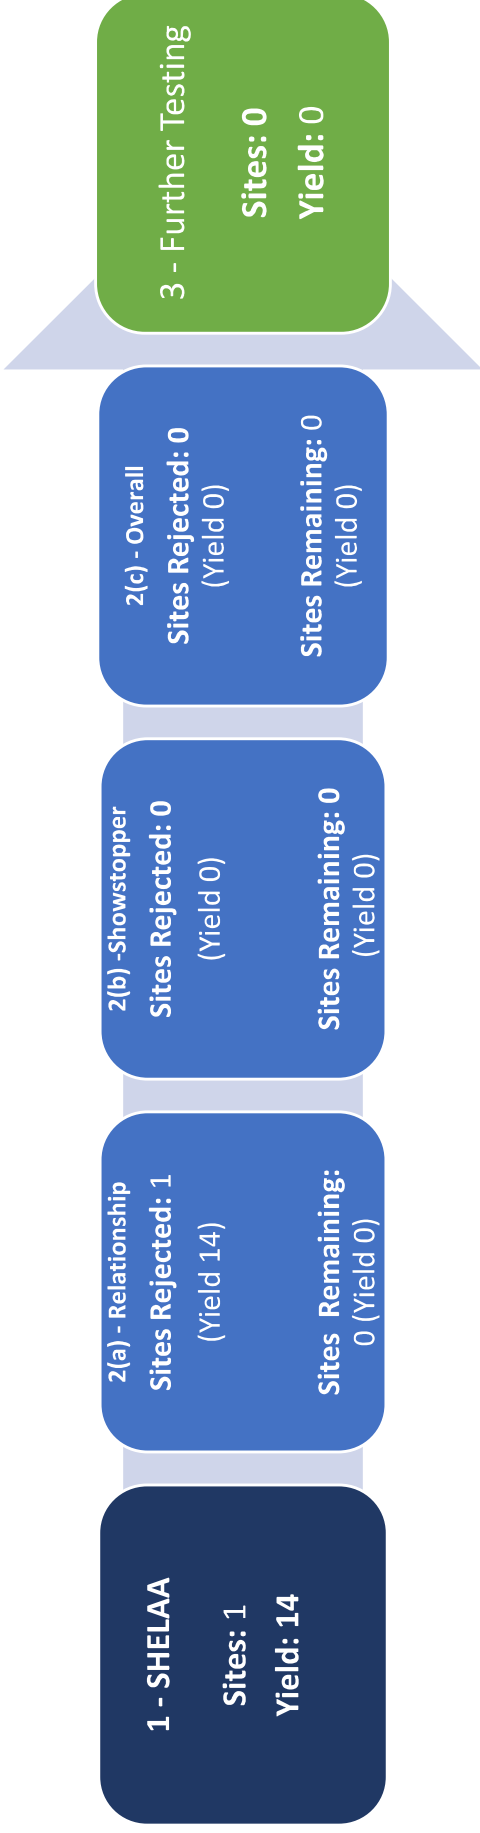 1 - SHELAA
Sites: 1
Yield: 14
2(a) - Relationship
Sites Rejected: 1
(Yield 14)
Sites Remaining:
0 (Yield 0)
2(b) -Showstopper
Sites Rejected: 0
(Yield 0)
Sites Remaining: 0
(Yield 0)
2(c) - Overall
Sites Rejected: 0
(Yield 0)
Sites Remaining: 0
(Yield 0)
3 - Further Testing
Sites: 0
Yield: 0